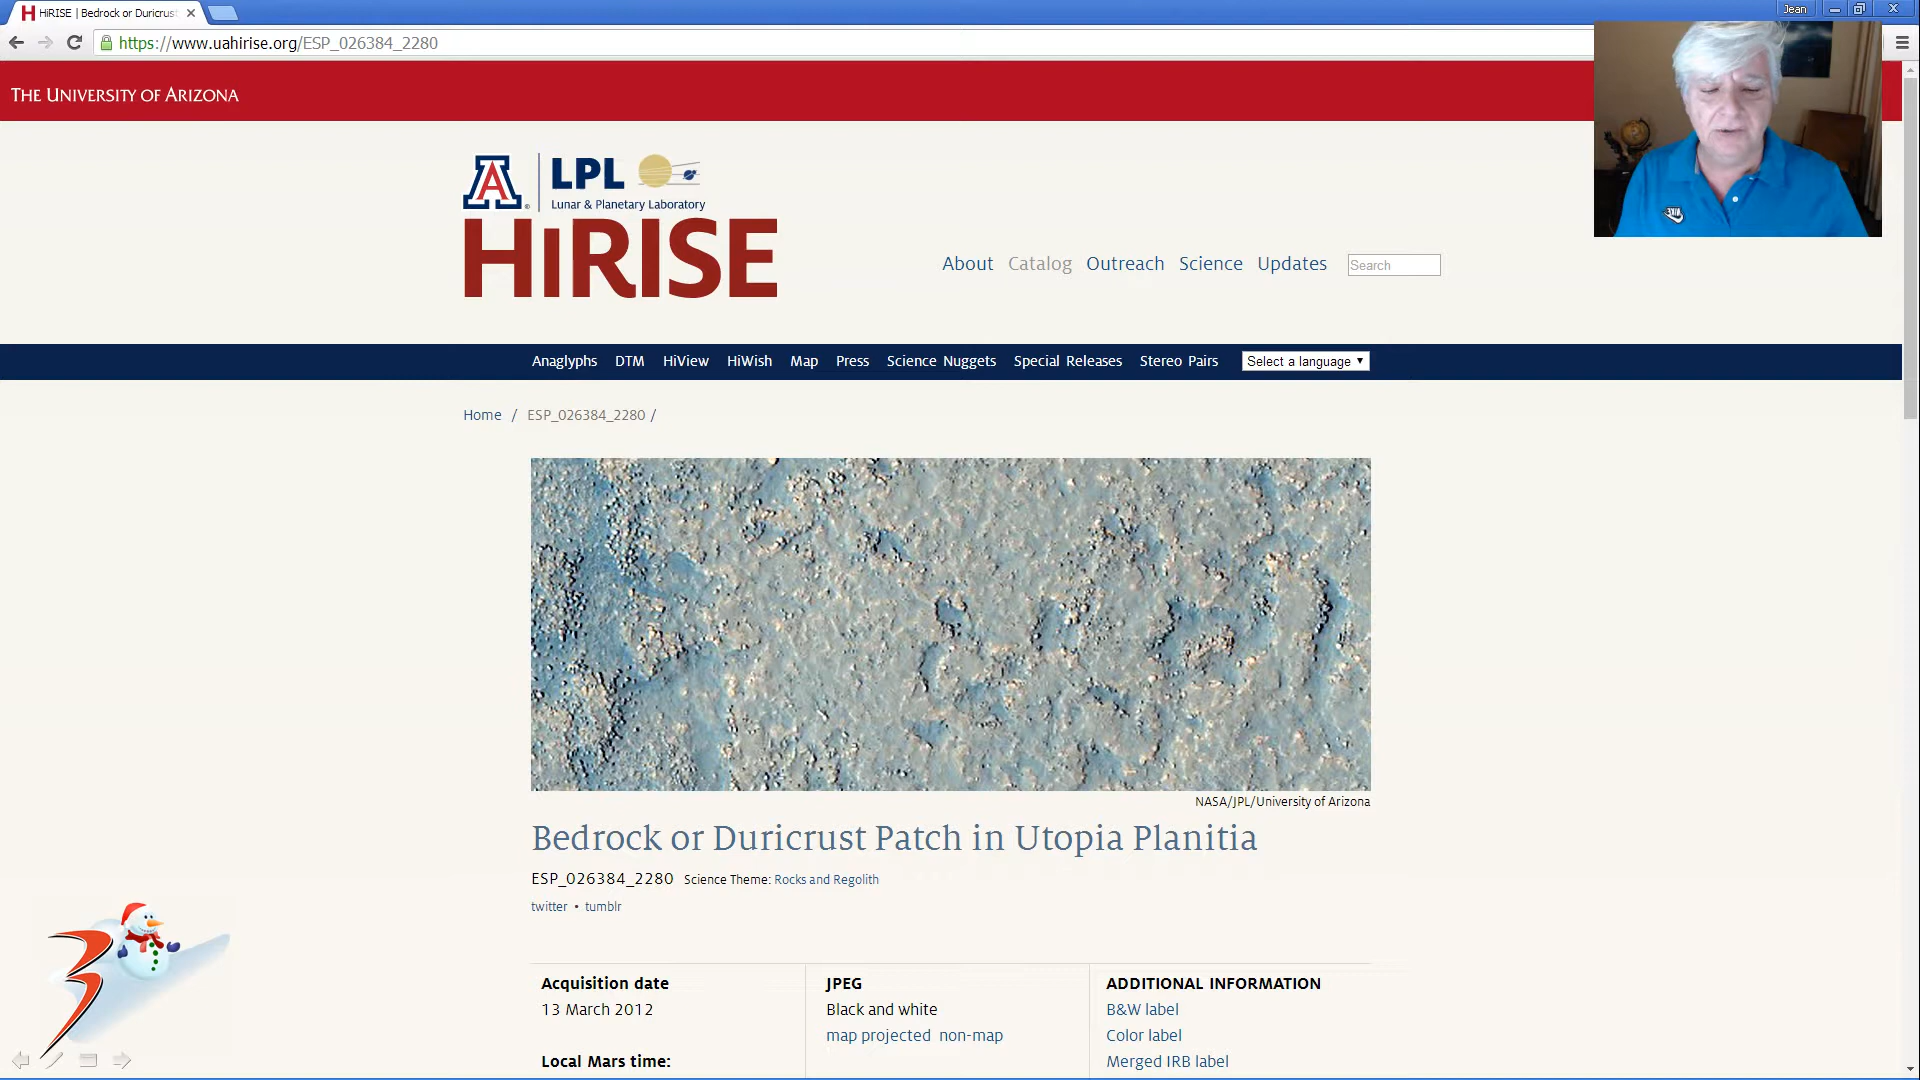 HiRISE | Bedrock or Duricrust
Jean
https://www.uahirise.org/ESP_026384_2280
THE UNIVERSITY OF ARIZONA
A LPL
Lunar & Planetary Laboratory
HiRISE
About Catalog Outreach Science Updates Search
Anaglyphs DTM HiView HiWish Map Press Science Nuggets Special Releases Stereo Pairs Select a language
Home / ESP_026384_2280 /
NASA/JPL/University of Arizona
Bedrock or Duricrust Patch in Utopia Planitia
ESP_026384_2280 Science Theme: Rocks and Regolith
twitter • tumblr
Acquisition date
13 March 2012
Local Mars time:
JPEG
Black and white
map projected non-map
ADDITIONAL INFORMATION
B&W label
Color label
Merged IRB label
3